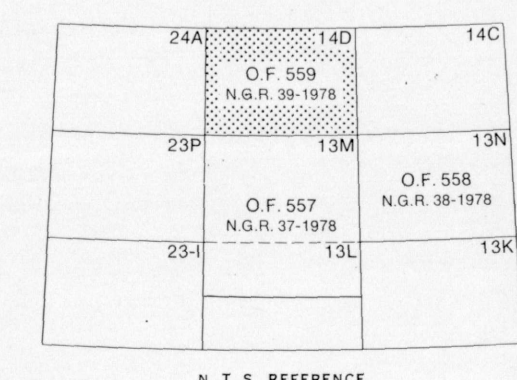 24A 14D 14C
O.F. 559
N.G.R. 39-1978
23P 13M 13N
O.F. 558
N.G.R. 38-1978
O.F. 557
N.G.R. 37-1978
23-I 13L 13K
N. T. S. REFERENCE